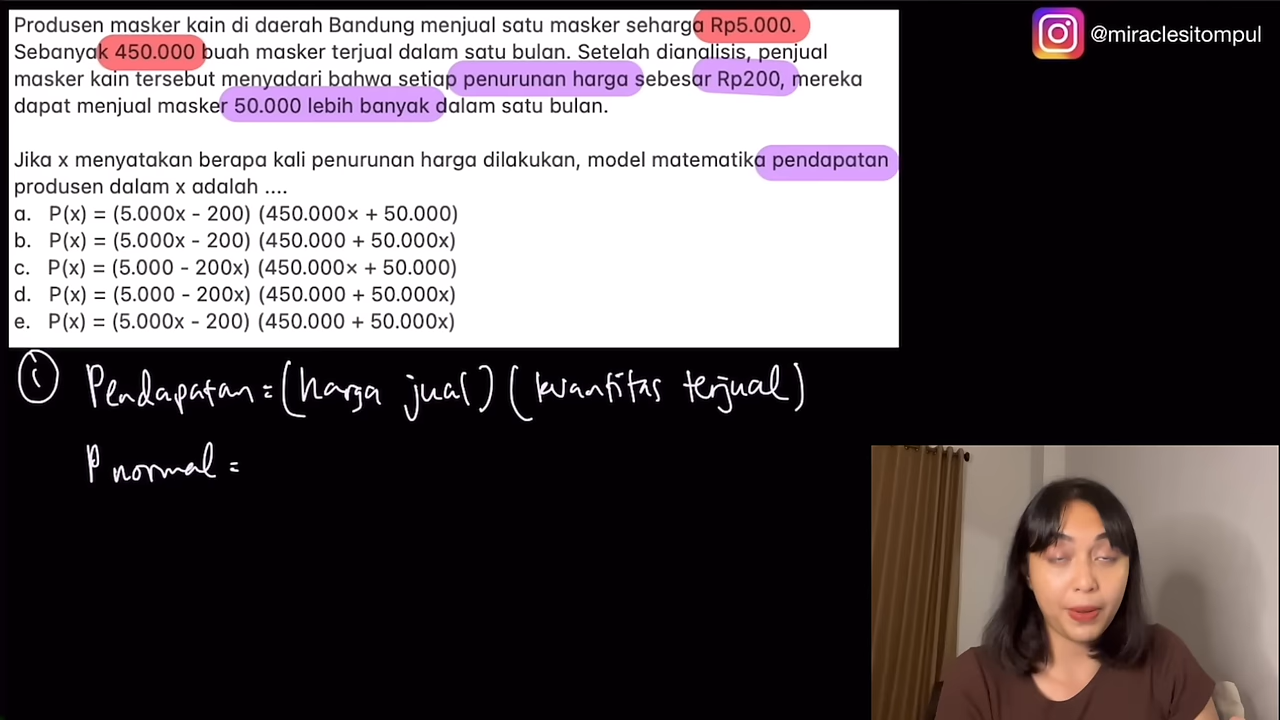 Produsen masker kain di daerah Bandung menjual satu masker seharga Rp5.000.
Sebanyak 450.000 buah masker terjual dalam satu bulan. Setelah dianalisis, penjual
masker kain tersebut menyadari bahwa setiap penurunan harga sebesar Rp200, mereka
dapat menjual masker 50.000 lebih banyak dalam satu bulan.
Jika x menyatakan berapa kali penurunan harga dilakukan, model matematika pendapatan
produsen dalam x adalah ....
a. P(x) = (5.000x - 200) (450.000× + 50.000)
b. P(x) = (5.000x - 200) (450.000 + 50.000x)
c. P(x) = (5.000 - 200x) (450.000× + 50.000)
d. P(x) = (5.000 - 200x) (450.000 + 50.000x)
e. P(x) = (5.000x - 200) (450.000 + 50.000x)
@miraclesitompul
i Pendapatan = (harga jual) (kuantitas terjual)
P normal =